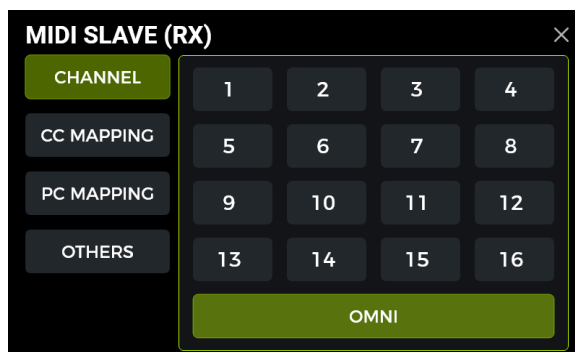 MIDI SLAVE (RX)
CHANNEL
CC MAPPING
PC MAPPING
OTHERS
1 2 3 4
5 6 7 8
9 10 11 12
13 14 15 16
OMNI